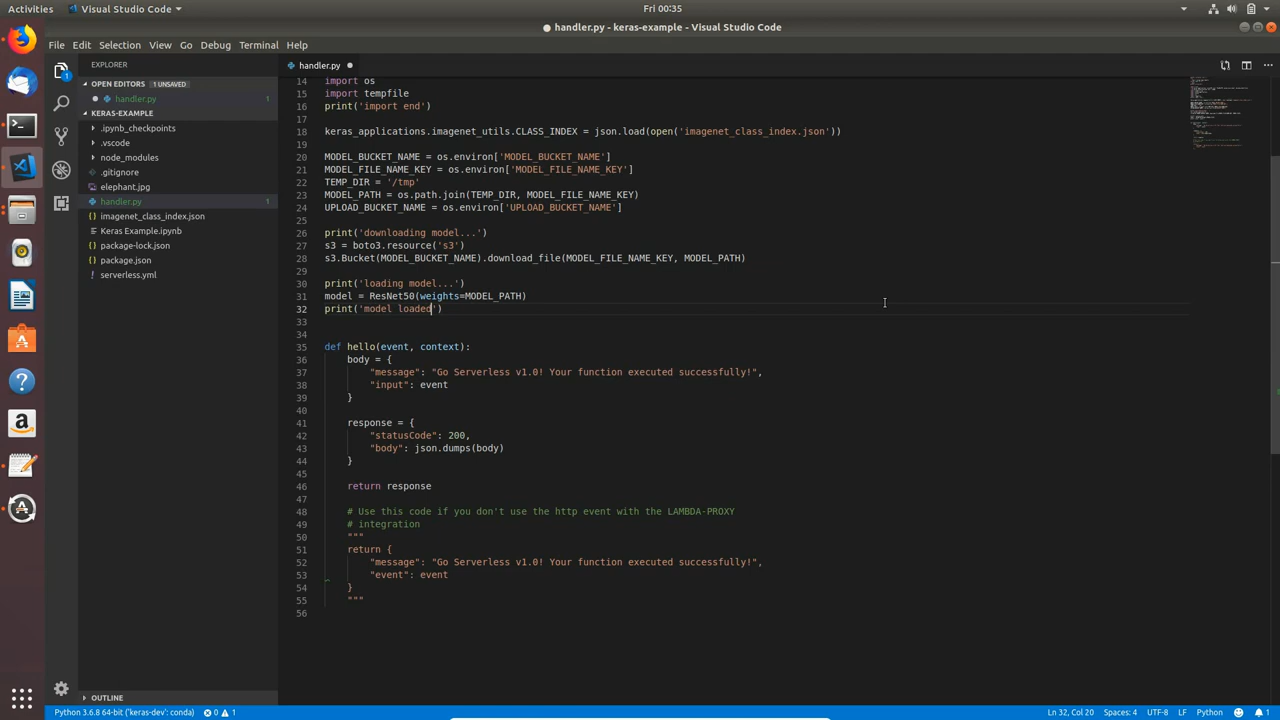 Activities Visual Studio Code Fri 00:35
handler.py - keras-example - Visual Studio Code
File Edit Selection View Go Debug Terminal Help
EXPLORER
OPEN EDITORS 1 UNSAVED
handler.py 1
KERAS-EXAMPLE
.ipynb_checkpoints
.vscode
node_modules
.gitignore
elephant.jpg
handler.py 1
imagenet_class_index.json
Keras Example.ipynb
package-lock.json
package.json
serverless.yml
OUTLINE
1
handler.py
14 import os
15 import tempfile
16 print('import end')
17
18 keras_applications.imagenet_utils.CLASS_INDEX = json.load(open('imagenet_class_index.json'))
19
20 MODEL_BUCKET_NAME = os.environ['MODEL_BUCKET_NAME']
21 MODEL_FILE_NAME_KEY = os.environ['MODEL_FILE_NAME_KEY']
22 TEMP_DIR = '/tmp'
23 MODEL_PATH = os.path.join(TEMP_DIR, MODEL_FILE_NAME_KEY)
24 UPLOAD_BUCKET_NAME = os.environ['UPLOAD_BUCKET_NAME']
25
26 print('downloading model...')
27 s3 = boto3.resource('s3')
28 s3.Bucket(MODEL_BUCKET_NAME).download_file(MODEL_FILE_NAME_KEY, MODEL_PATH)
29
30 print('loading model...')
31 model = ResNet50(weights=MODEL_PATH)
32 print('model loaded')
33
34
35 def hello(event, context):
36 body = {
37 "message": "Go Serverless v1.0! Your function executed successfully!",
38 "input": event
39 }
40
41 response = {
42 "statusCode": 200,
43 "body": json.dumps(body)
44 }
45
46 return response
47
48 # Use this code if you don't use the http event with the LAMBDA-PROXY
49 # integration
50 """
51 return {
52 "message": "Go Serverless v1.0! Your function executed successfully!",
53 "event": event
54 }
55 """
56
Python 3.6.8 64-bit ('keras-dev': conda) 0 1 Ln 32, Col 20 Spaces: 4 UTF-8 LF Python 1